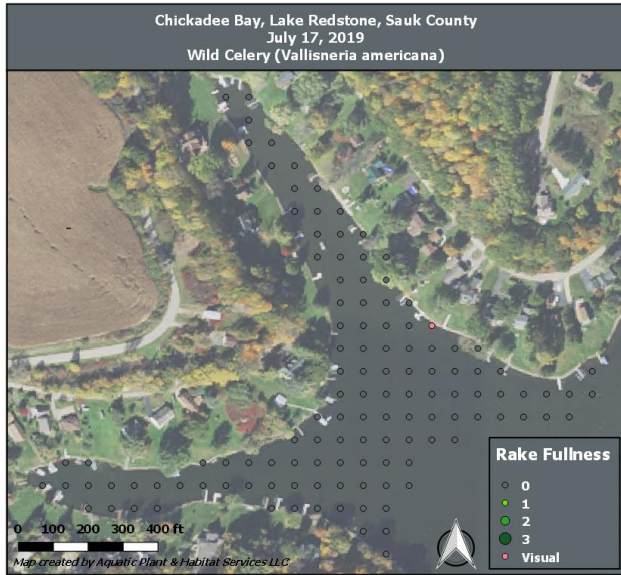 Chickadee Bay, Lake Redstone, Sauk County
July 17, 2019
Wild Celery (Vallisneria americana)
Rake Fullness
0
1
2
3
Visual
0 100 200 300 400 ft
Map created by Aquatic Plant & Habitat Services LLC